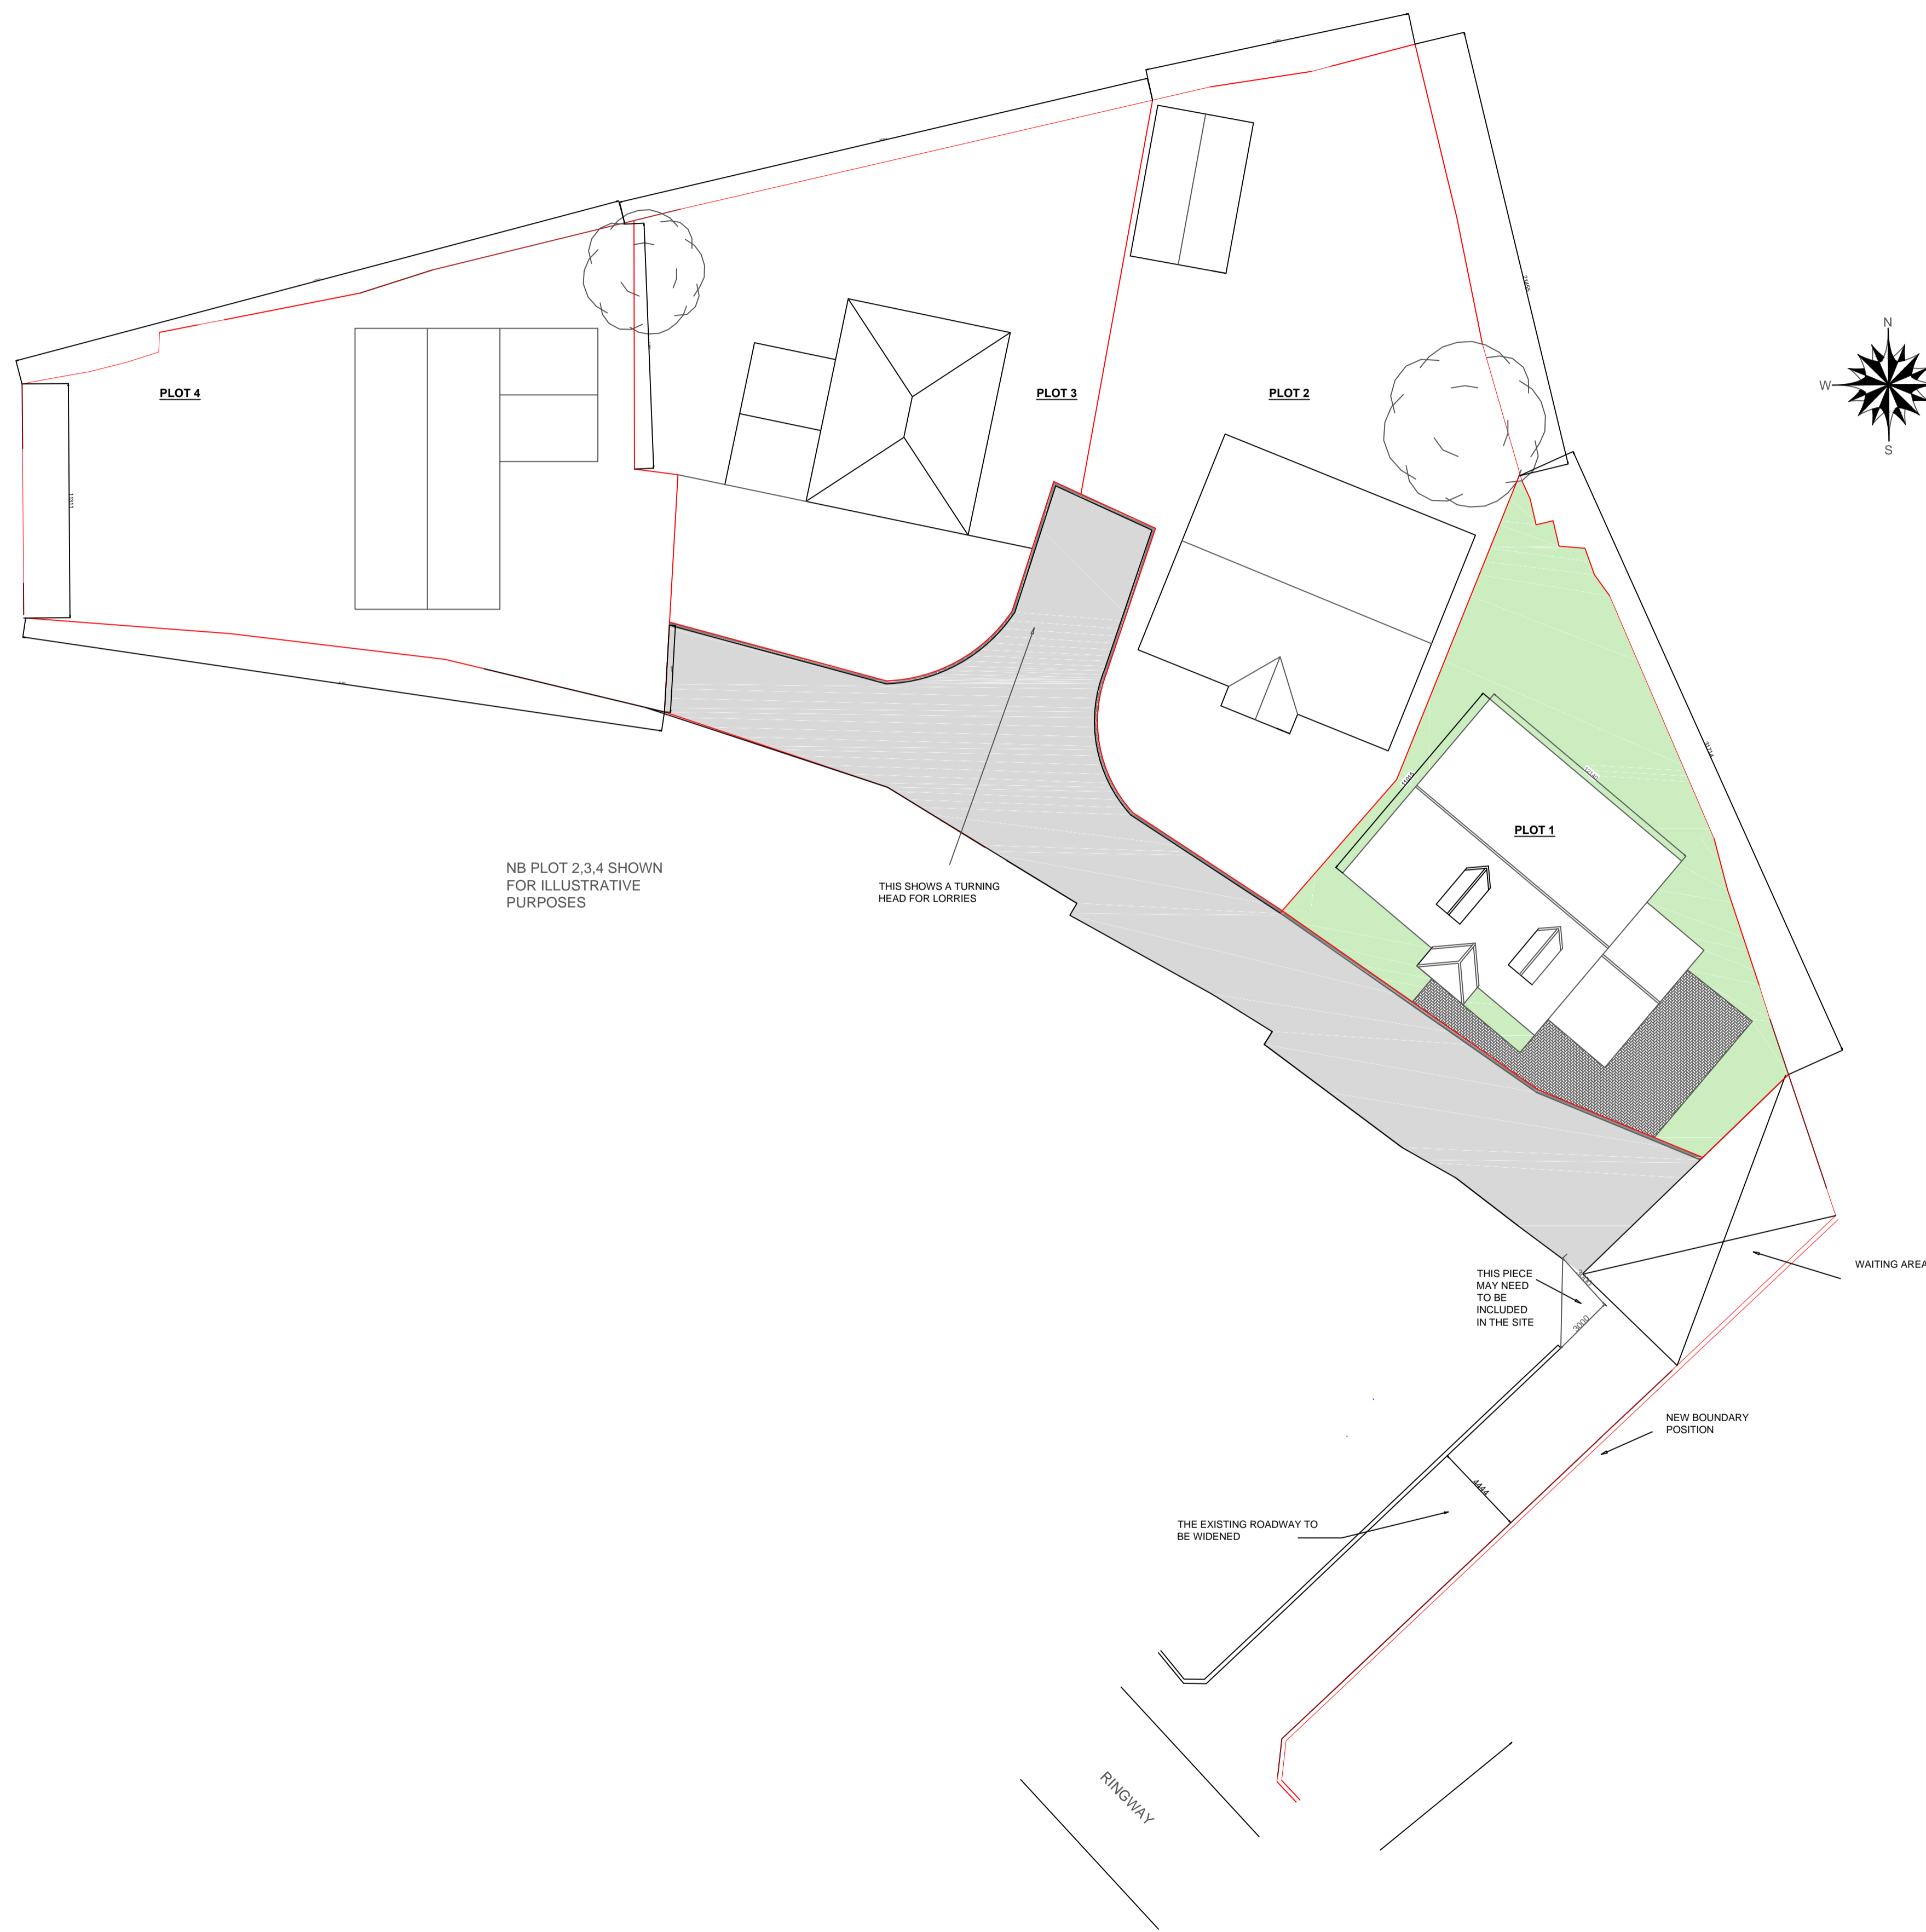 N
W
S
PLOT 4
PLOT 3
PLOT 2
PLOT 1
NB PLOT 2,3,4 SHOWN
FOR ILLUSTRATIVE
PURPOSES
THIS SHOWS A TURNING
HEAD FOR LORRIES
THIS PIECE
MAY NEED
TO BE
INCLUDED
IN THE SITE
3000
WAITING AREA
NEW BOUNDARY
POSITION
4444
THE EXISTING ROADWAY TO
BE WIDENED
RINGWAY